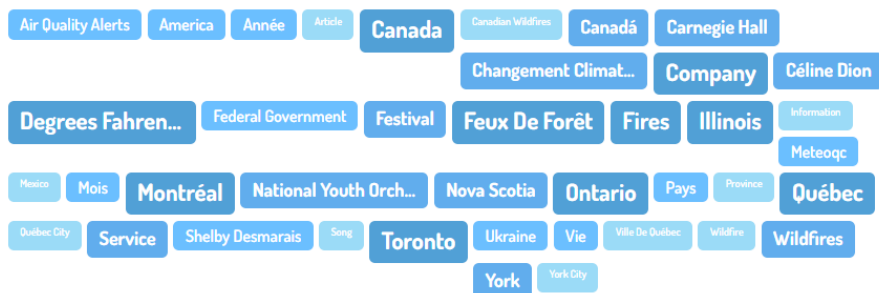 Air Quality Alerts America Année Article Canada Canadian Wildfires Canadá Carnegie Hall
Changement Climat... Company Céline Dion
Degrees Fahren... Federal Government Festival Feux De Forêt Fires Illinois Information
Meteoqc
Mexico Mois Montréal National Youth Orch... Nova Scotia Ontario Pays Province Québec
Québec City Service Shelby Desmarais Song Toronto Ukraine Vie Ville De Québec Wildfire Wildfires
York York City